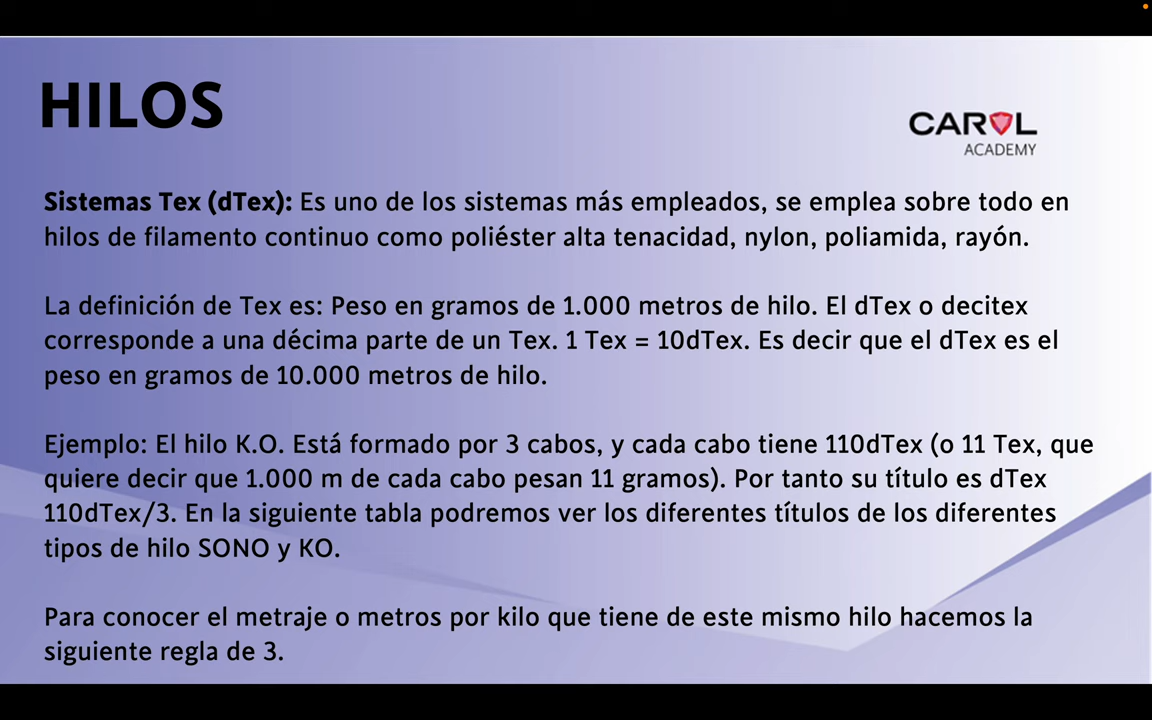 HILOS
CAROL
ACADEMY
Sistemas Tex (dTex): Es uno de los sistemas más empleados, se emplea sobre todo en
hilos de filamento continuo como poliéster alta tenacidad, nylon, poliamida, rayón.
La definición de Tex es: Peso en gramos de 1.000 metros de hilo. El dTex o decitex
corresponde a una décima parte de un Tex. 1 Tex = 10dTex. Es decir que el dTex es el
peso en gramos de 10.000 metros de hilo.
Ejemplo: El hilo K.O. Está formado por 3 cabos, y cada cabo tiene 110dTex (o 11 Tex, que
quiere decir que 1.000 m de cada cabo pesan 11 gramos). Por tanto su título es dTex
110dTex/3. En la siguiente tabla podremos ver los diferentes títulos de los diferentes
tipos de hilo SONO y KO.
Para conocer el metraje o metros por kilo que tiene de este mismo hilo hacemos la
siguiente regla de 3.